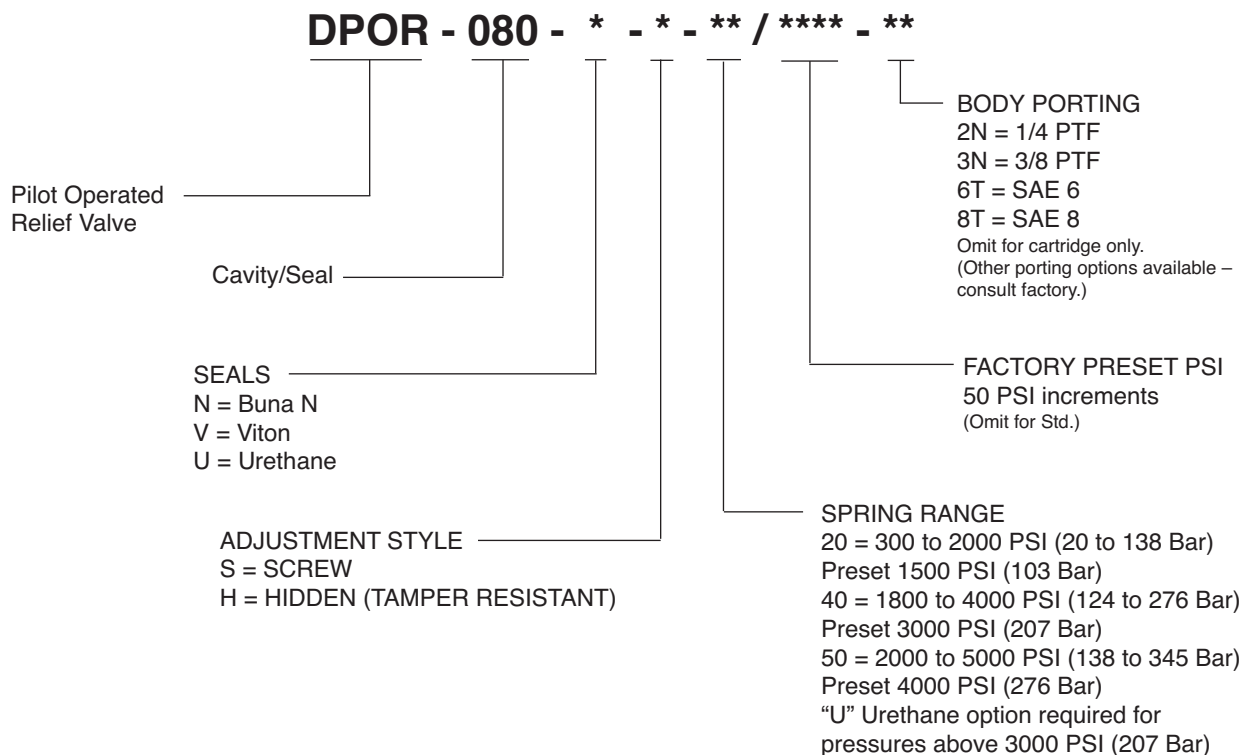 DPOR - 080 - * - * - ** / **** - **
BODY PORTING
2N = 1/4 PTF
3N = 3/8 PTF
6T = SAE 6
8T = SAE 8
Omit for cartridge only.
(Other porting options available –
consult factory.)
Pilot Operated
Relief Valve
Cavity/Seal
FACTORY PRESET PSI
50 PSI increments
(Omit for Std.)
SEALS
N = Buna N
V = Viton
U = Urethane
SPRING RANGE
20 = 300 to 2000 PSI (20 to 138 Bar)
Preset 1500 PSI (103 Bar)
40 = 1800 to 4000 PSI (124 to 276 Bar)
Preset 3000 PSI (207 Bar)
50 = 2000 to 5000 PSI (138 to 345 Bar)
Preset 4000 PSI (276 Bar)
“U” Urethane option required for
pressures above 3000 PSI (207 Bar)
ADJUSTMENT STYLE
S = SCREW
H = HIDDEN (TAMPER RESISTANT)